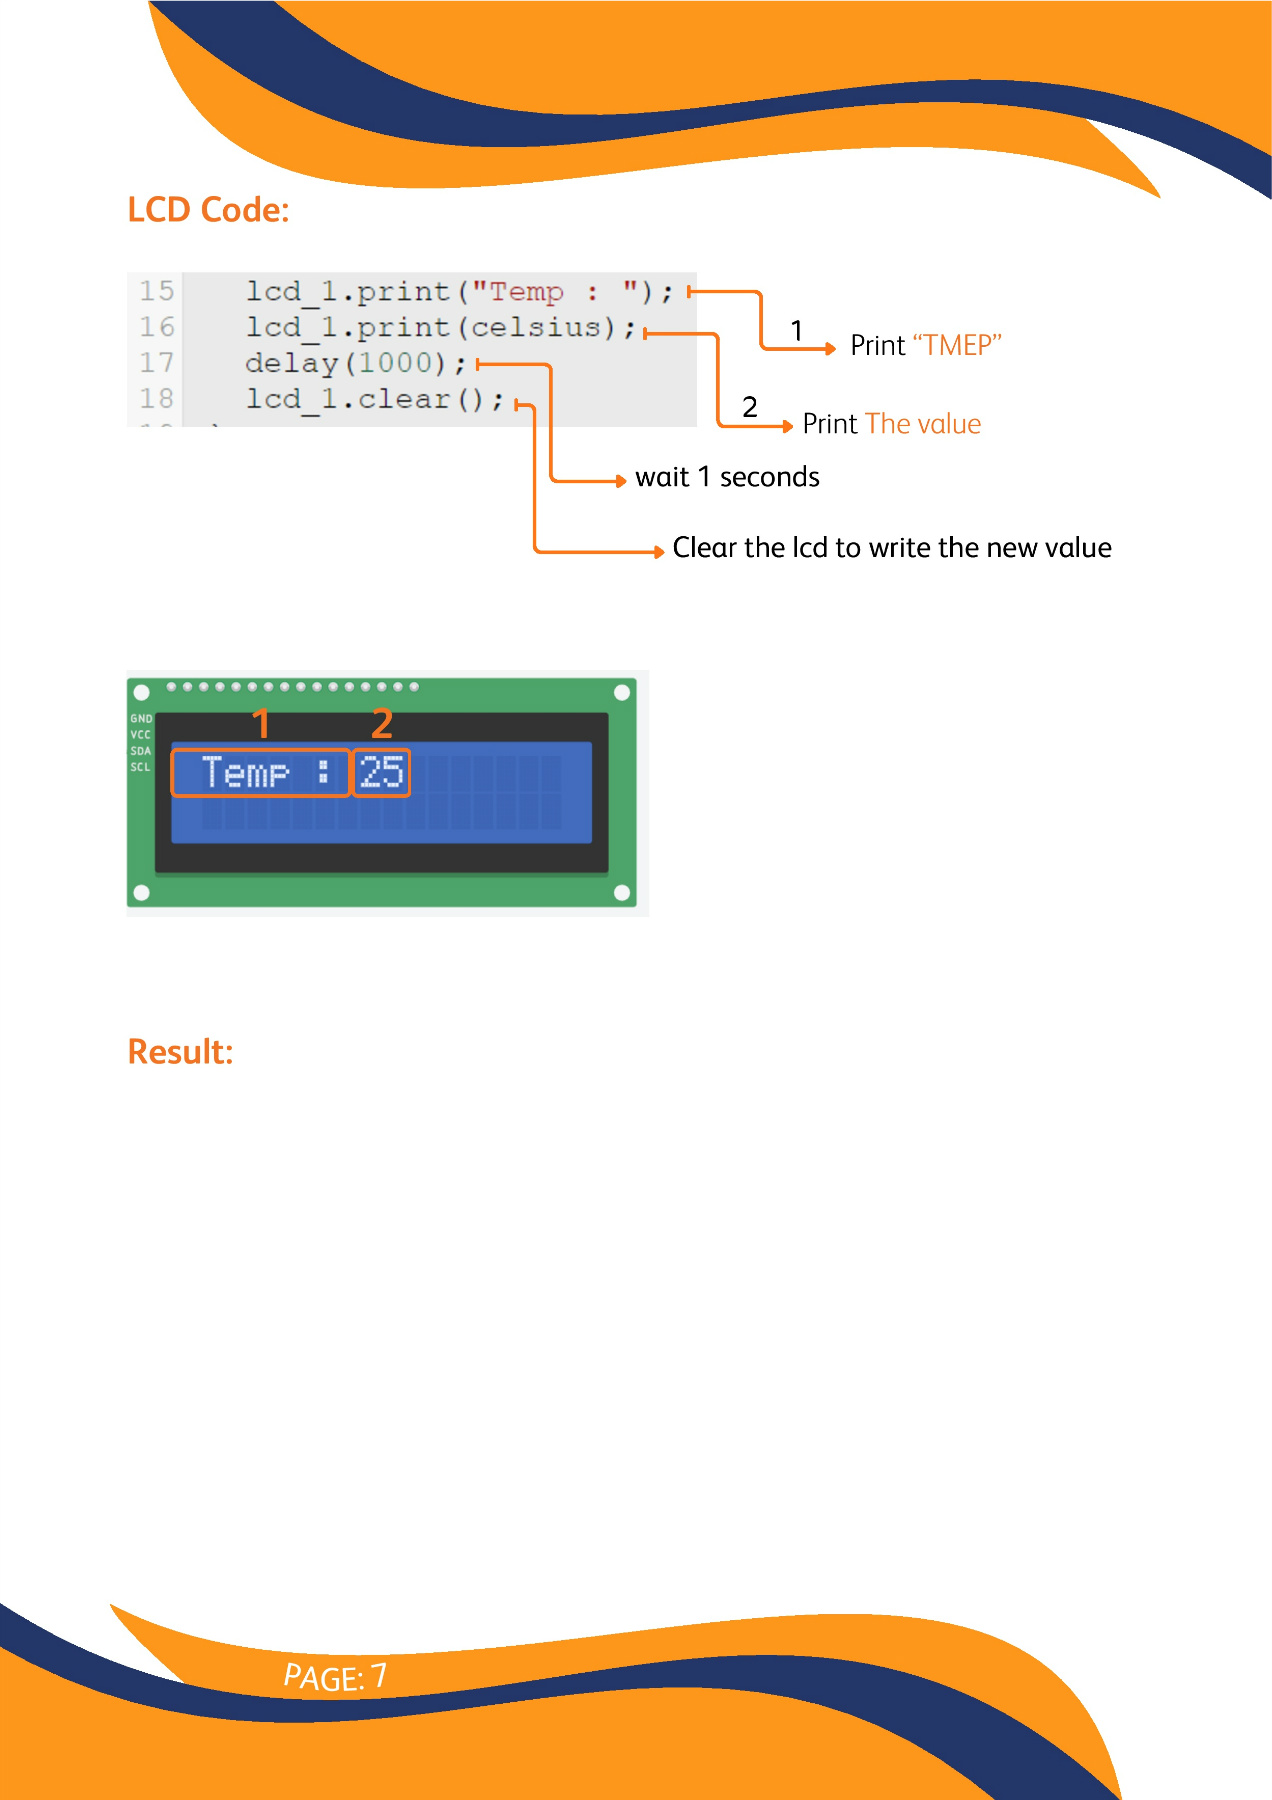 LCD Code:
15 lcd_1.print("Temp : ");
16 lcd_1.print(celsius);
17 delay(1000);
18 lcd_1.clear();
1
Print “TMEP”
2
Print The value
wait 1 seconds
Clear the lcd to write the new value
1 2
GND
VCC
SDA
SCL
Temp : 25
Result:
PAGE: 7